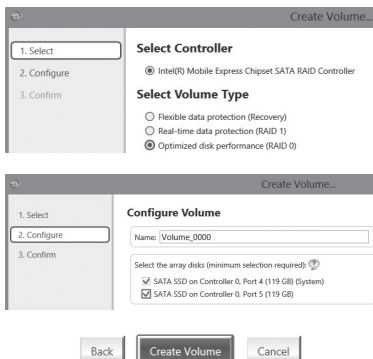 Create Volume...
1. Select
2. Configure
3. Confirm
Select Controller
Intel(R) Mobile Express Chipset SATA RAID Controller
Select Volume Type
Flexible data protection (Recovery)
Real-time data protection (RAID 1)
Optimized disk performance (RAID 0)
Create Volume...
1. Select
2. Configure
3. Confirm
Configure Volume
Name: Volume_0000
Select the array disks (minimum selection required): ?
SATA SSD on Controller 0, Port 4 (119 GB) (System)
SATA SSD on Controller 0, Port 5 (119 GB)
Back Create Volume Cancel